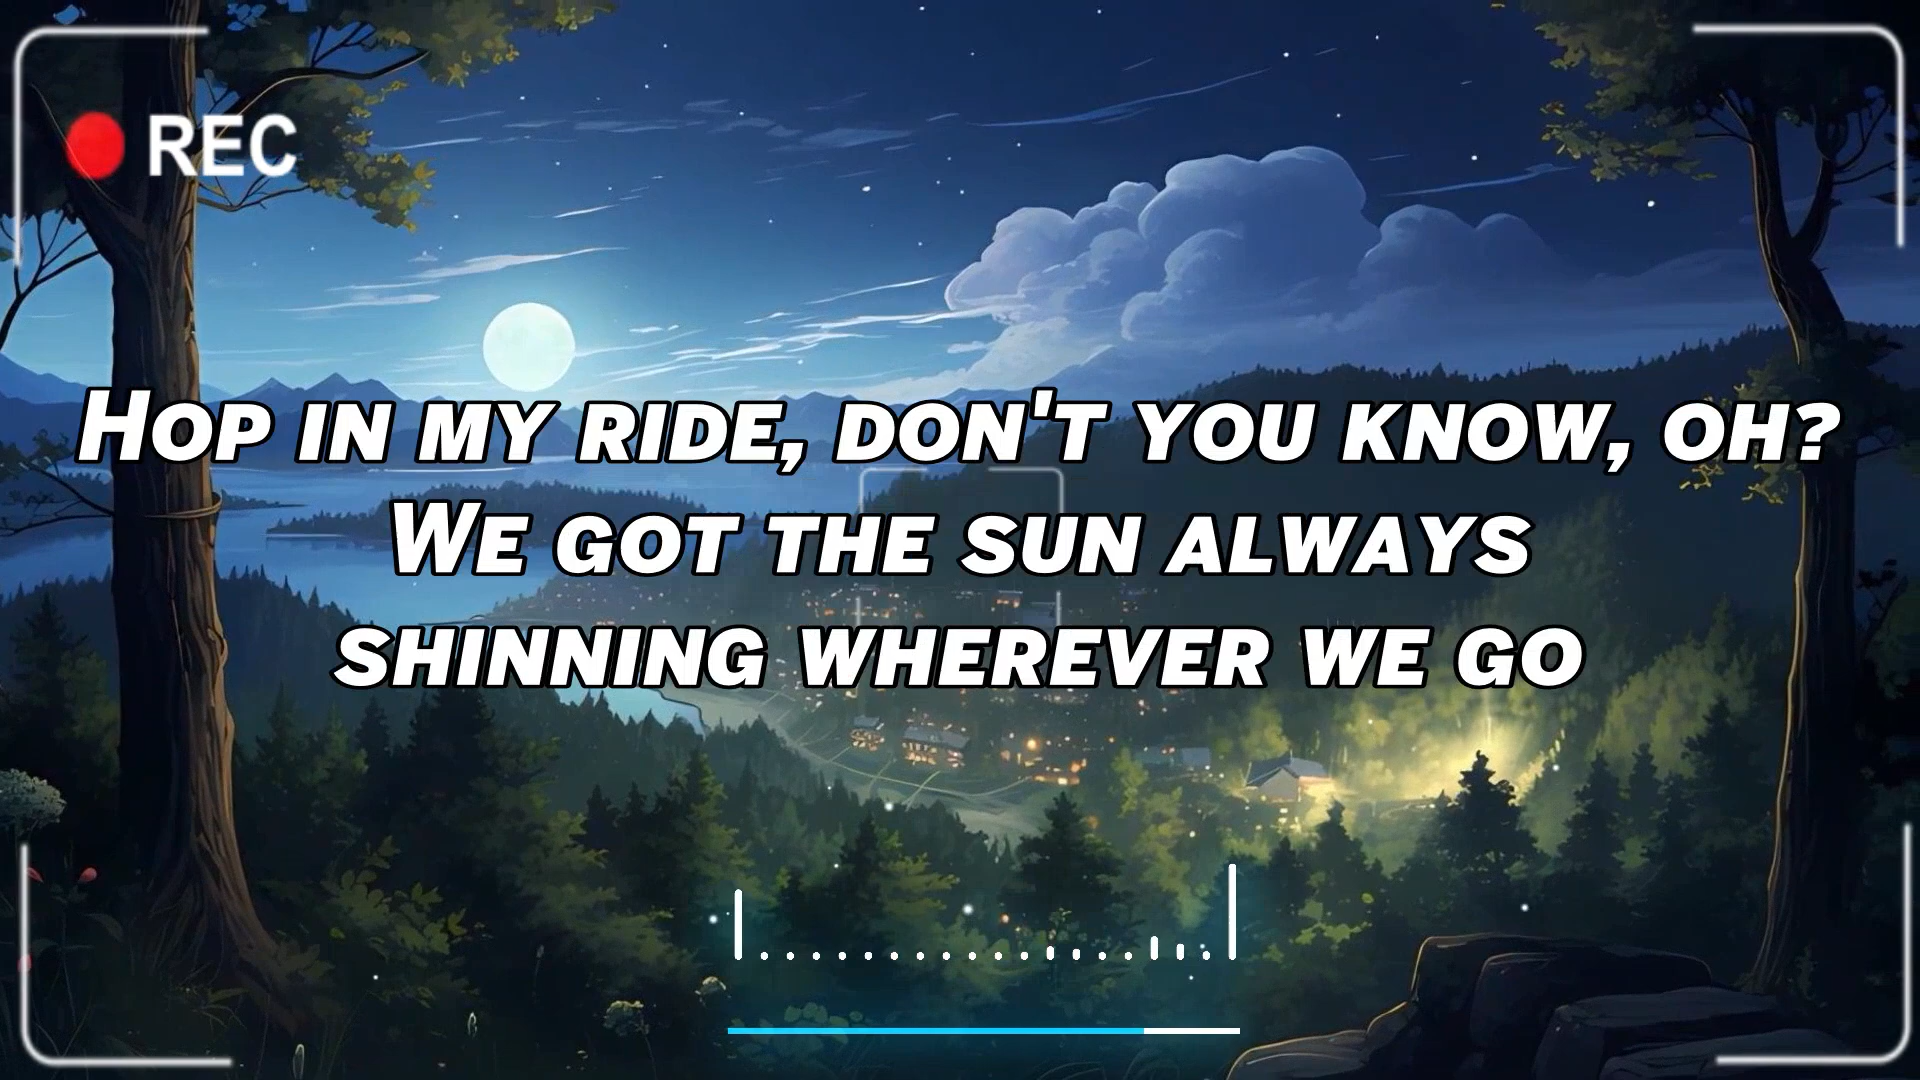 REC
Hop in my ride, don't you know, oh?
We got the sun always
shinning wherever we go